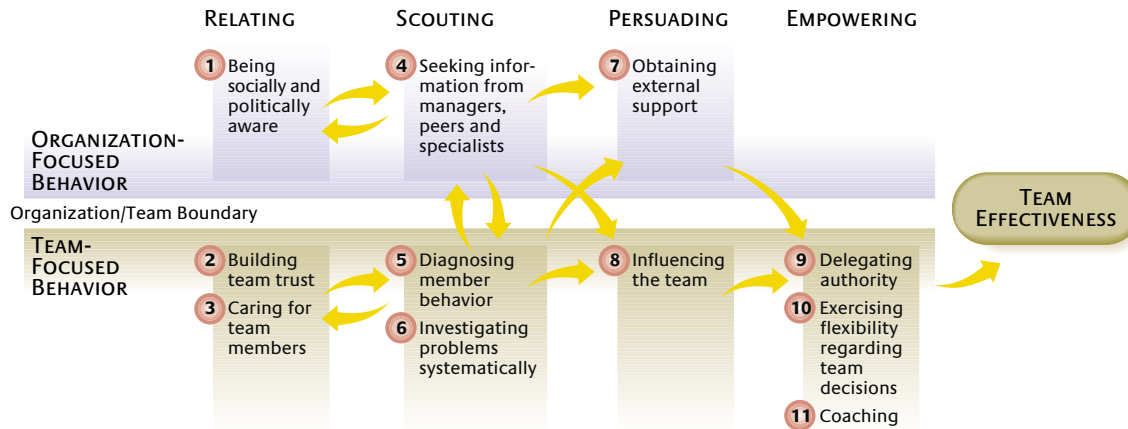 RELATING
SCOUTING
PERSUADING
EMPOWERING
1 Being
socially and
politically
aware
4 Seeking infor-
mation from
managers,
peers and
specialists
7 Obtaining
external
support
ORGANIZATION-
FOCUSED
BEHAVIOR
Organization/Team Boundary
TEAM
EFFECTIVENESS
TEAM-
FOCUSED
BEHAVIOR
2 Building
team trust
3 Caring for
team
members
5 Diagnosing
member
behavior
6 Investigating
problems
systematically
8 Influencing
the team
9 Delegating
authority
10 Exercising
flexibility
regarding
team
decisions
11 Coaching